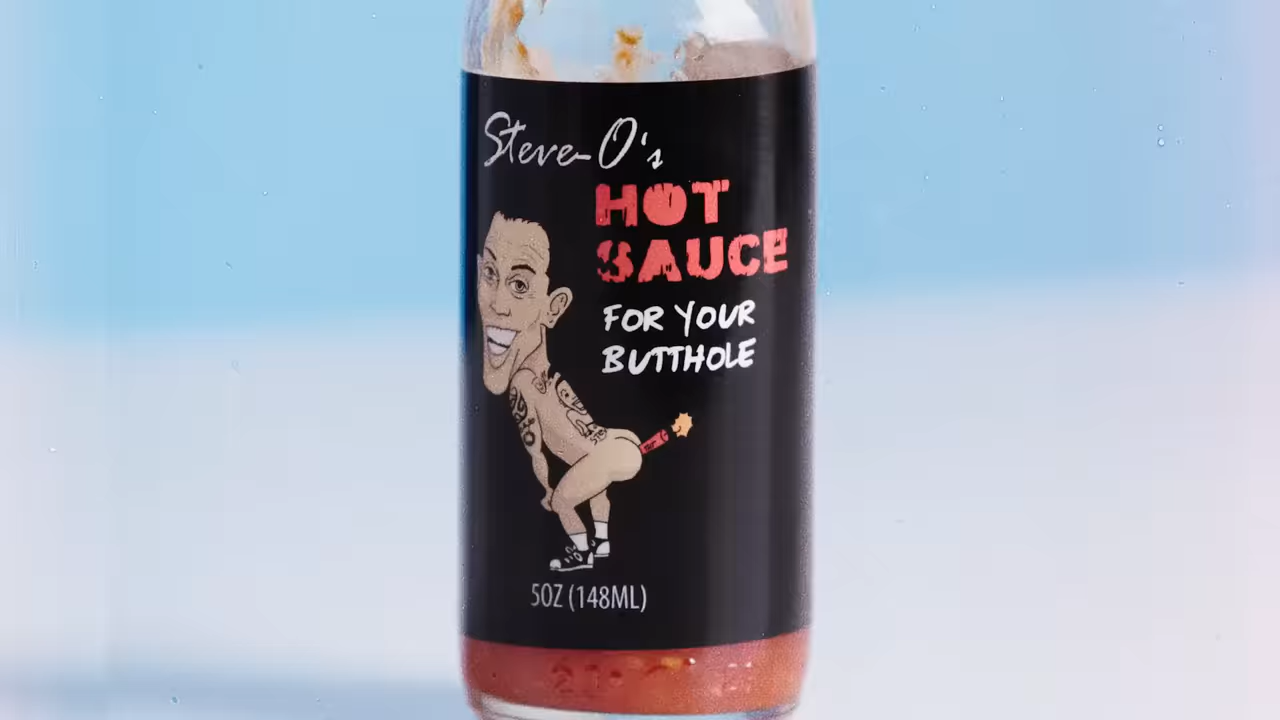 Steve-O's
HOT
SAUCE
FOR YOUR
BUTTHOLE
5OZ (148ML)